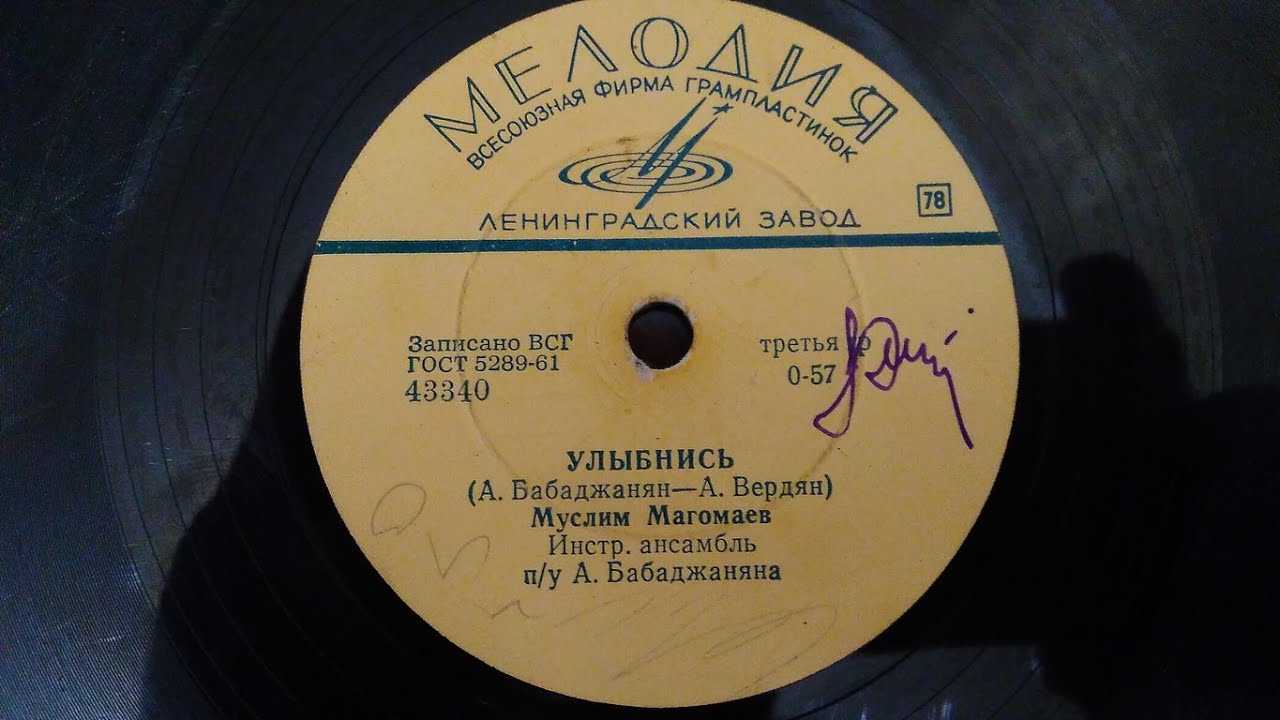 МЕЛОДИЯ
ВСЕСОЮЗНАЯ ФИРМА ГРАМПЛАСТИНОК
ЛЕНИНГРАДСКИЙ ЗАВОД
78
Записано ВСГ
ГОСТ 5289-61
43340
третья гр
0-57
УЛЫБНИСЬ
(А. Бабаджанян—А. Вердян)
Муслим Магомаев
Инстр. ансамбль
п/у А. Бабаджаняна